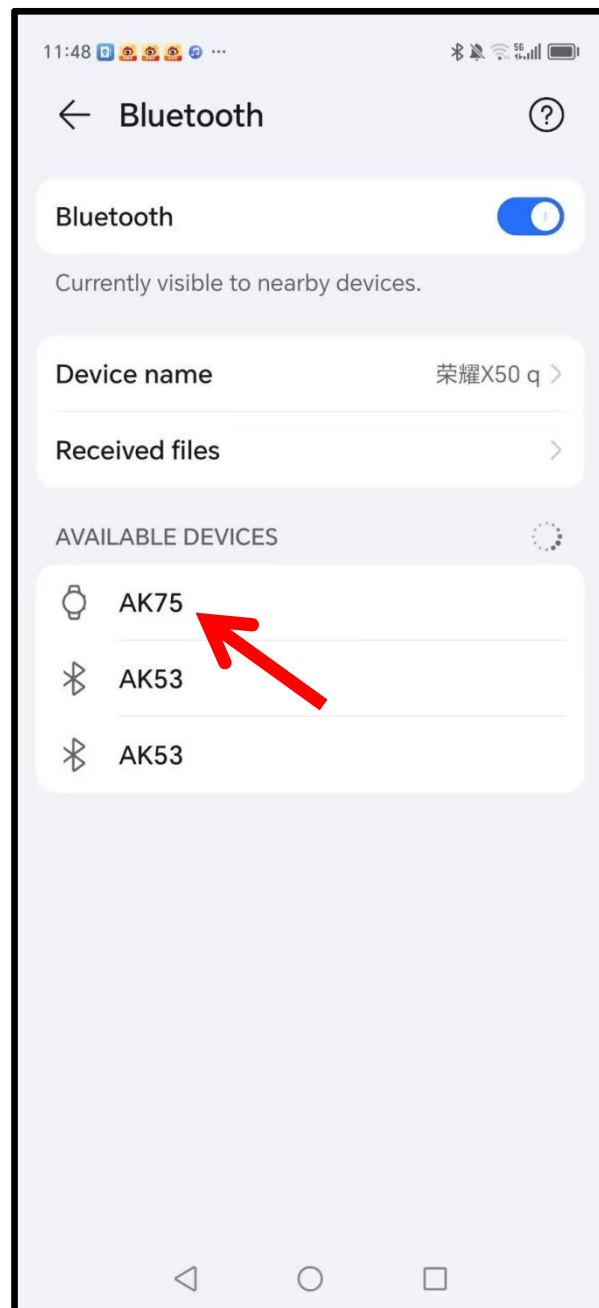 11:48
5G
Bluetooth
Bluetooth
Currently visible to nearby devices.
Device name 荣耀X50 q
Received files
AVAILABLE DEVICES
AK75
AK53
AK53